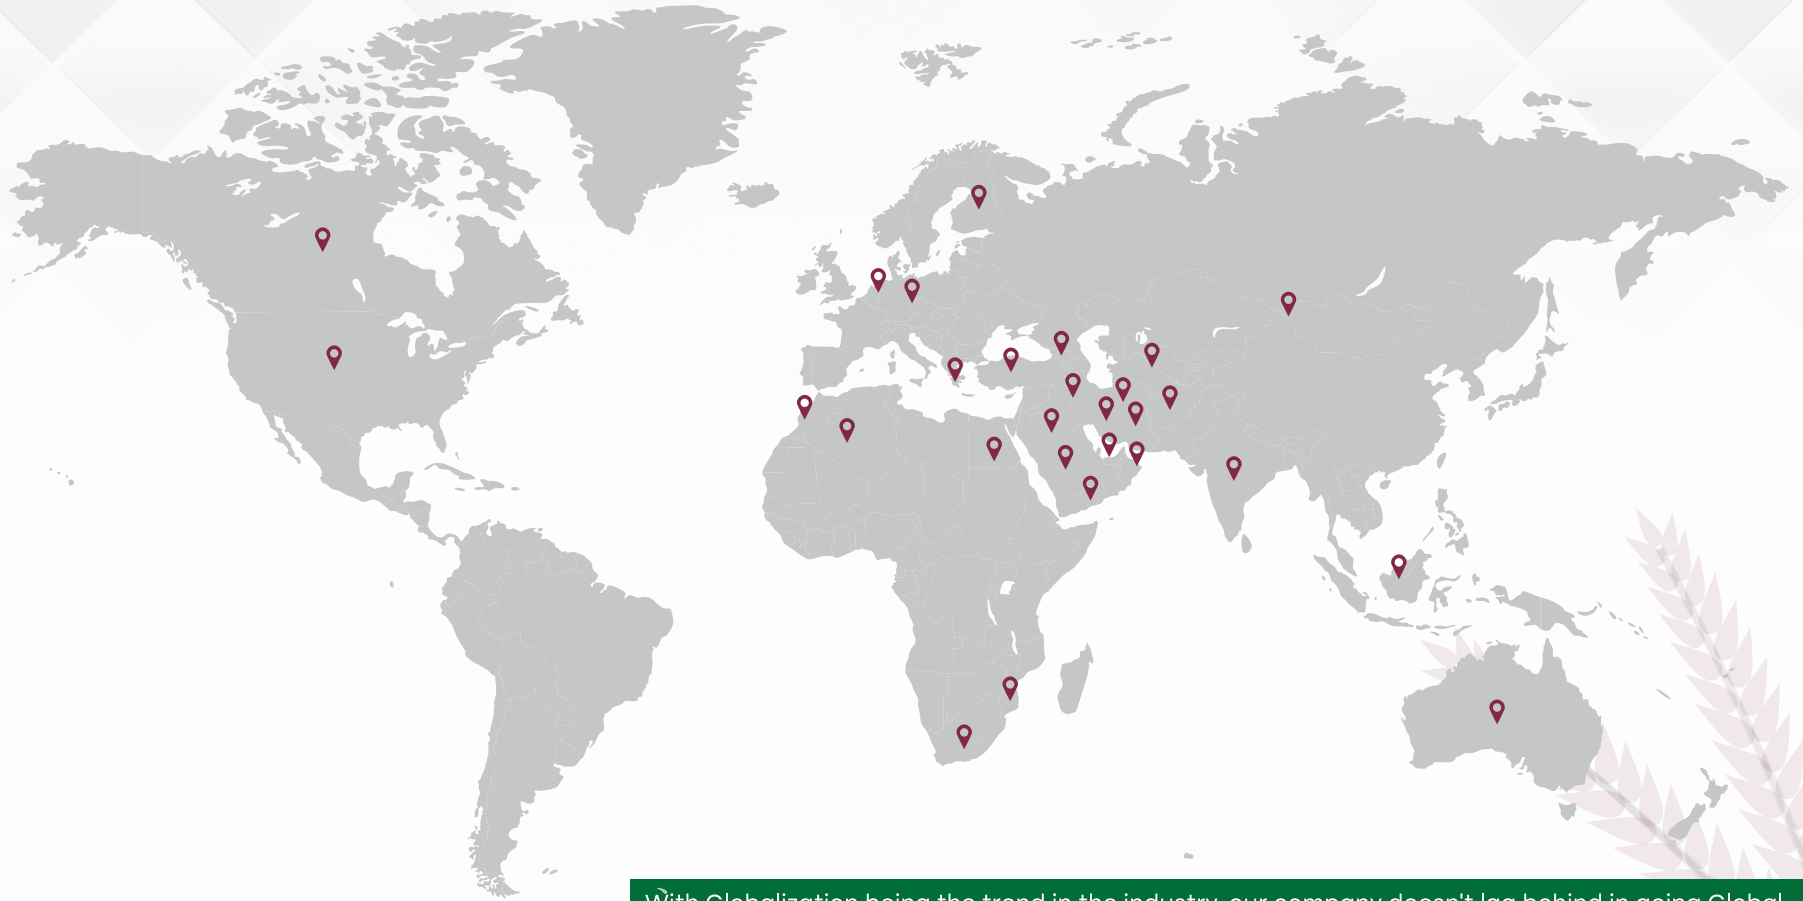 With Globalization being the trend in the industry, our company doesn't lag behind in going Global